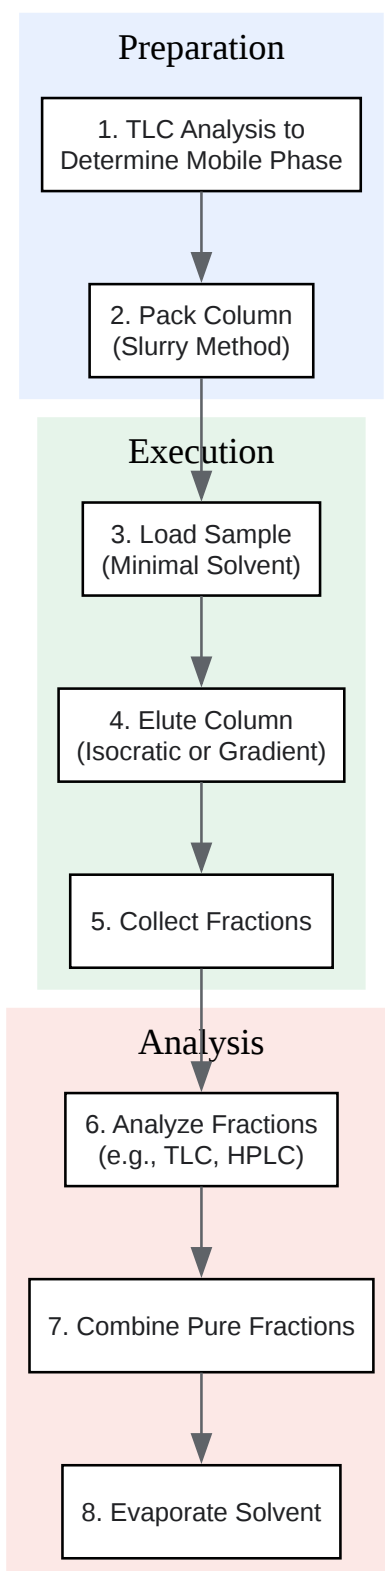 Preparation
1. TLC Analysis to
Determine Mobile Phase
2. Pack Column
(Slurry Method)
Execution
3. Load Sample
(Minimal Solvent)
4. Elute Column
(Isocratic or Gradient)
5. Collect Fractions
Analysis
6. Analyze Fractions
(e.g., TLC, HPLC)
7. Combine Pure Fractions
8. Evaporate Solvent